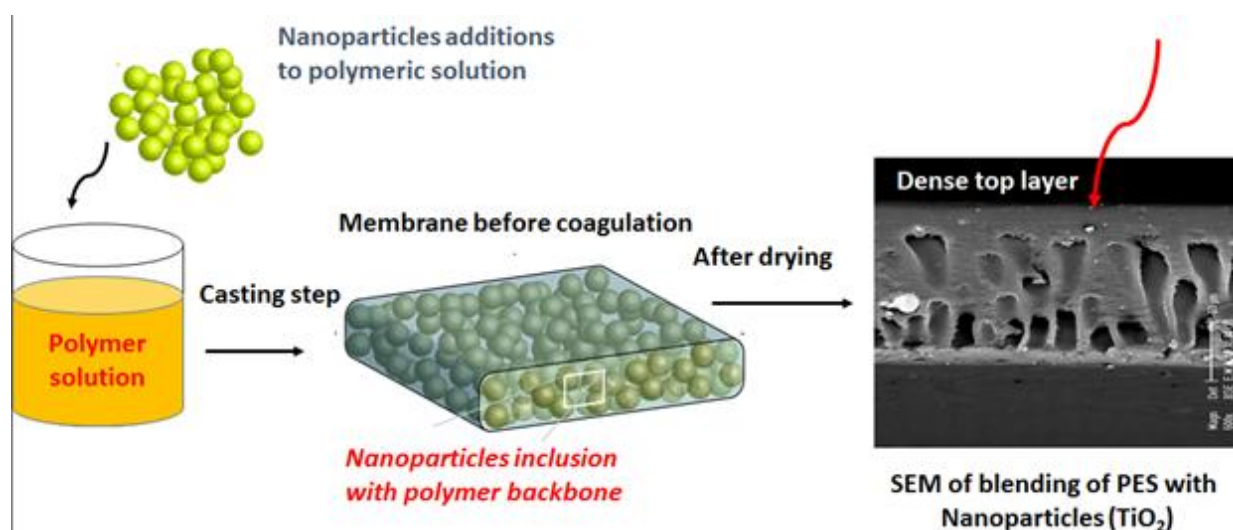 Nanoparticles additions
to polymeric solution
Dense top layer
Membrane before coagulation
After drying
Casting step
Polymer
solution
Nanoparticles inclusion
with polymer backbone
SEM of blending of PES with
Nanoparticles (TiO₂)